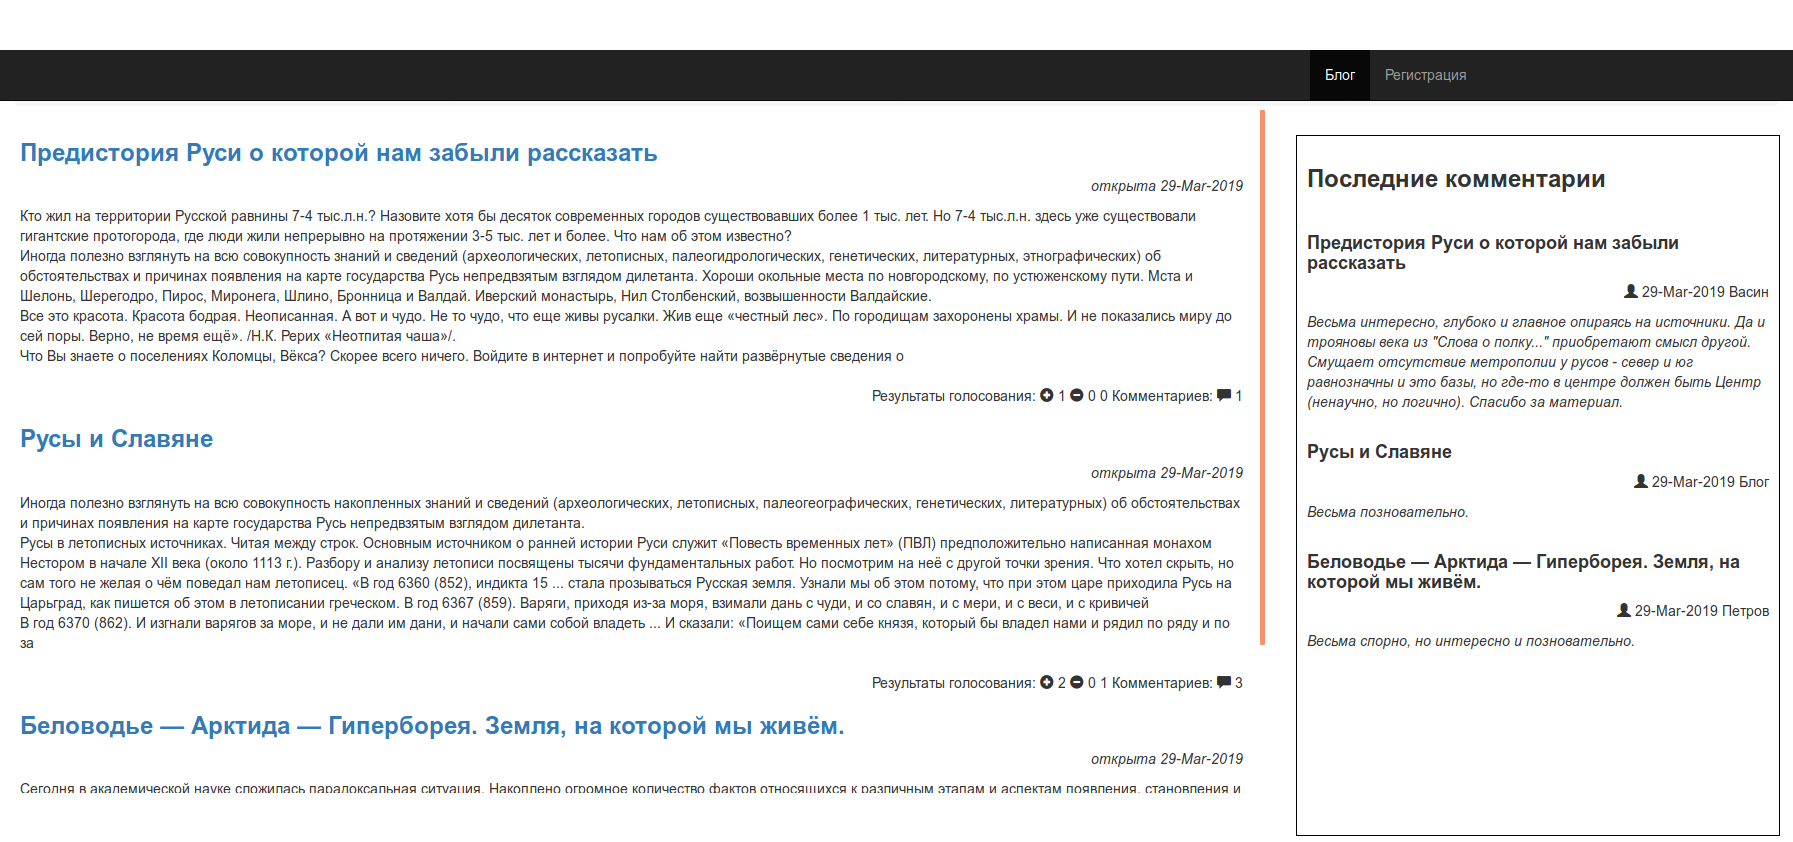 Блог Регистрация
Предистория Руси о которой нам забыли рассказать
открыта 29-Mar-2019
Кто жил на территории Русской равнины 7-4 тыс.л.н.? Назовите хотя бы десяток современных городов существовавших более 1 тыс. лет. Но 7-4 тыс.л.н. здесь уже существовали
гигантские протогорода, где люди жили непрерывно на протяжении 3-5 тыс. лет и более. Что нам об этом известно?
Иногда полезно взглянуть на всю совокупность знаний и сведений (археологических, летописных, палеогидрологических, генетических, литературных, этнографических) об
обстоятельствах и причинах появления на карте государства Русь непредвзятым взглядом дилетанта. Хороши окольные места по новгородскому, по устюженскому пути. Мста и
Шелонь, Шерегодро, Пирос, Миронега, Шлино, Бронница и Валдай. Иверский монастырь, Нил Столбенский, возвышенности Валдайские.
Все это красота. Красота бодрая. Неописанная. А вот и чудо. Не то чудо, что еще живы русалки. Жив еще «честный лес». По городищам захоронены храмы. И не показались миру до
сей поры. Верно, не время ещё». /Н.К. Рерих «Неотпитая чаша»/.
Что Вы знаете о поселениях Коломцы, Вёкса? Скорее всего ничего. Войдите в интернет и попробуйте найти развёрнутые сведения о
Результаты голосования: 1 0 0 Комментариев: 1
Русы и Славяне
открыта 29-Mar-2019
Иногда полезно взглянуть на всю совокупность накопленных знаний и сведений (археологических, летописных, палеогеографических, генетических, литературных) об обстоятельствах
и причинах появления на карте государства Русь непредвзятым взглядом дилетанта.
Русы в летописных источниках. Читая между строк. Основным источником о ранней истории Руси служит «Повесть временных лет» (ПВЛ) предположительно написанная монахом
Нестором в начале XII века (около 1113 г.). Разбору и анализу летописи посвящены тысячи фундаментальных работ. Но посмотрим на неё с другой точки зрения. Что хотел скрыть, но
сам того не желая о чём поведал нам летописец. «В год 6360 (852), индикта 15 ... стала прозываться Русская земля. Узнали мы об этом потому, что при этом царе приходила Русь на
Царьград, как пишется об этом в летописании греческом. В год 6367 (859). Варяги, приходя из-за моря, взимали дань с чуди, и со славян, и с мери, и с веси, и с кривичей
В год 6370 (862). И изгнали варягов за море, и не дали им дани, и начали сами собой владеть ... И сказали: «Поищем сами себе князя, который бы владел нами и рядил по ряду и по
за
Результаты голосования: 2 0 1 Комментариев: 3
Беловодье — Арктида — Гиперборея. Земля, на которой мы живём.
открыта 29-Mar-2019
Сегодня в академической науке сложилась парадоксальная ситуация. Накоплено огромное количество фактов относящихся к различным этапам и аспектам появления, становления и
Последние комментарии
Предистория Руси о которой нам забыли
рассказать
29-Mar-2019 Васин
Весьма интересно, глубоко и главное опираясь на источники. Да и
трояновы века из "Слова о полку..." приобретают смысл другой.
Смущает отсутствие метрополии у русов - север и юг
равнозначны и это базы, но где-то в центре должен быть Центр
(ненаучно, но логично). Спасибо за материал.
Русы и Славяне
29-Mar-2019 Блог
Весьма позновательно.
Беловодье — Арктида — Гиперборея. Земля, на
которой мы живём.
29-Mar-2019 Петров
Весьма спорно, но интересно и позновательно.